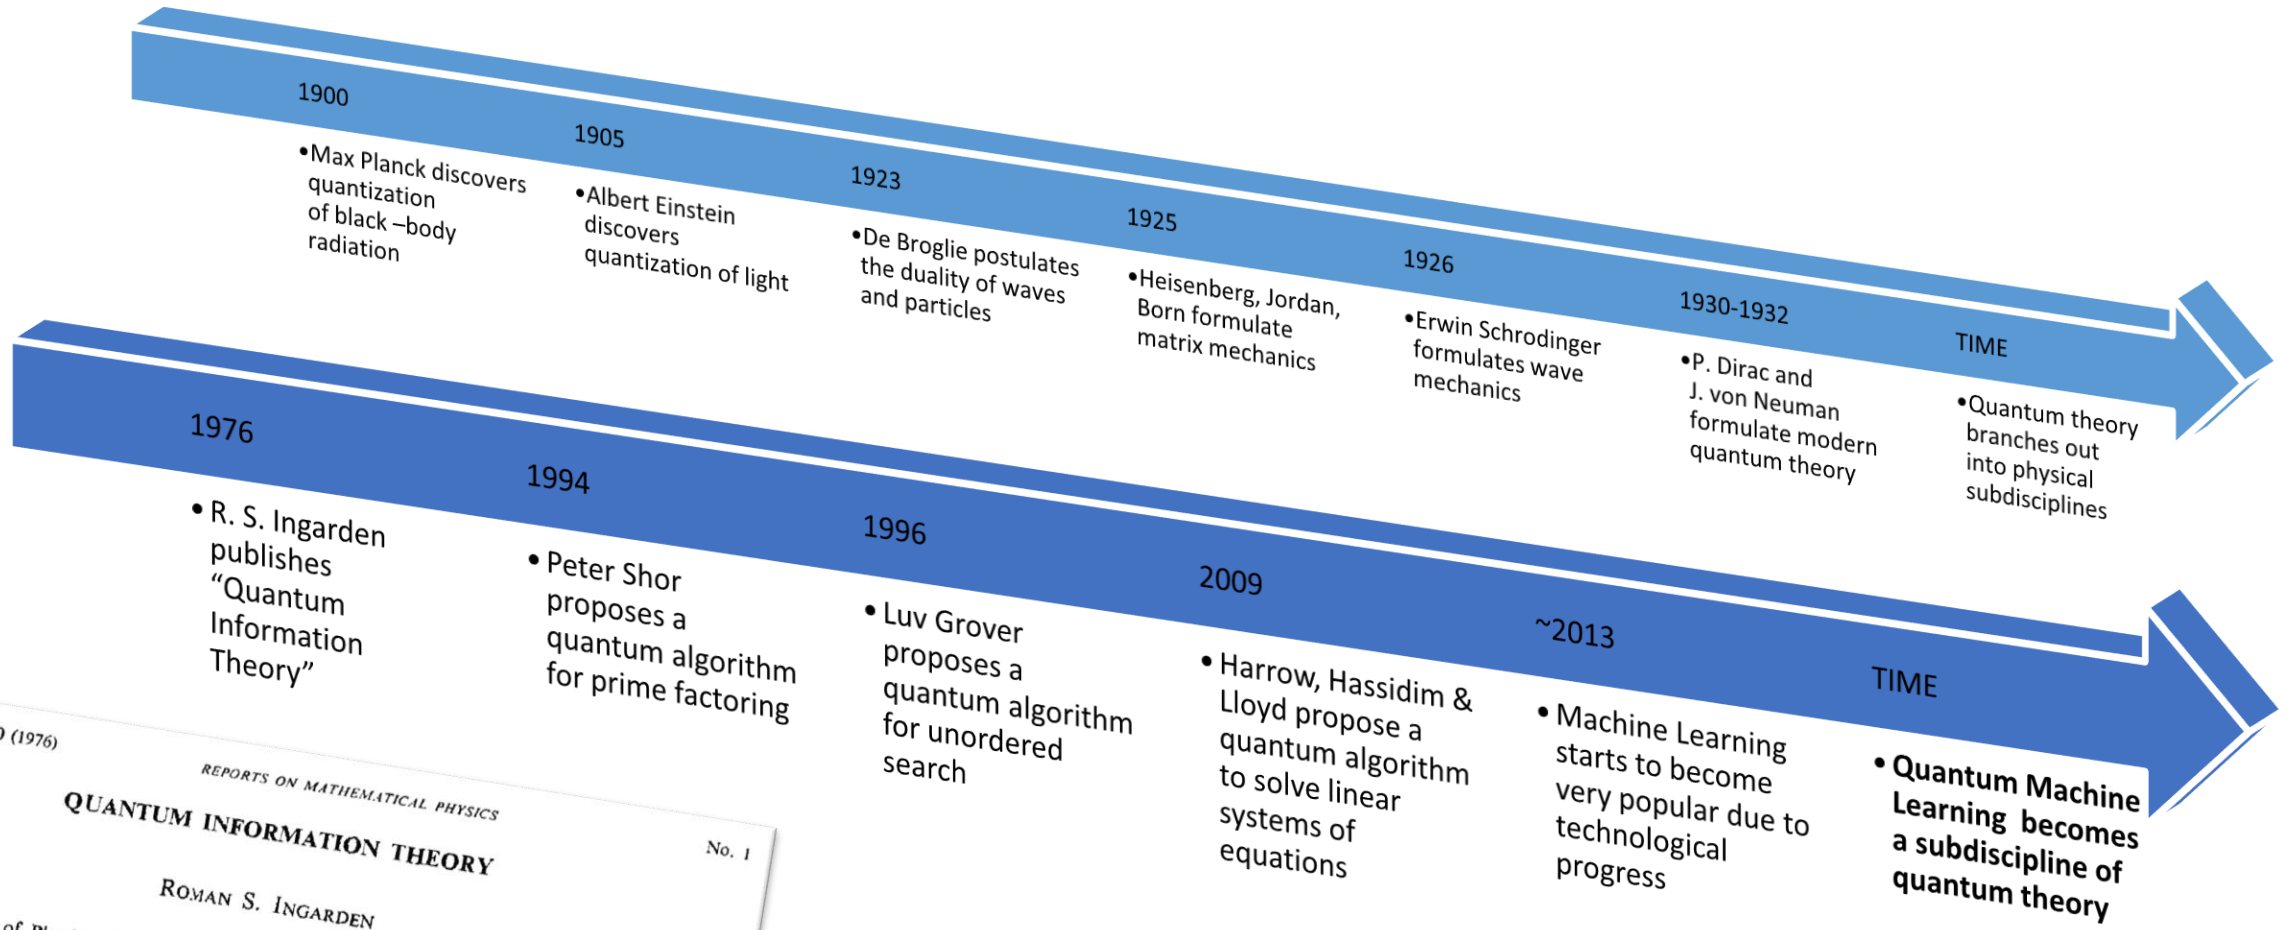 1900
•Max Planck discovers
quantization
of black –body
radiation
1905
•Albert Einstein
discovers
quantization of light
1923
•De Broglie postulates
the duality of waves
and particles
1925
•Heisenberg, Jordan,
Born formulate
matrix mechanics
1926
•Erwin Schrodinger
formulates wave
mechanics
1930-1932
•P. Dirac and
J. von Neuman
formulate modern
quantum theory
TIME
•Quantum theory
branches out
into physical
subdisciplines
1976
• R. S. Ingarden
publishes
“Quantum
Information
Theory”
1994
• Peter Shor
proposes a
quantum algorithm
for prime factoring
1996
• Luv Grover
proposes a
quantum algorithm
for unordered
search
2009
• Harrow, Hassidim &
Lloyd propose a
quantum algorithm
to solve linear
systems of
equations
~2013
• Machine Learning
starts to become
very popular due to
technological
progress
TIME
• Quantum Machine
Learning becomes
a subdiscipline of
quantum theory
(1976)
REPORTS ON MATHEMATICAL PHYSICS
No. 1
QUANTUM INFORMATION THEORY
ROMAN S. INGARDEN
of